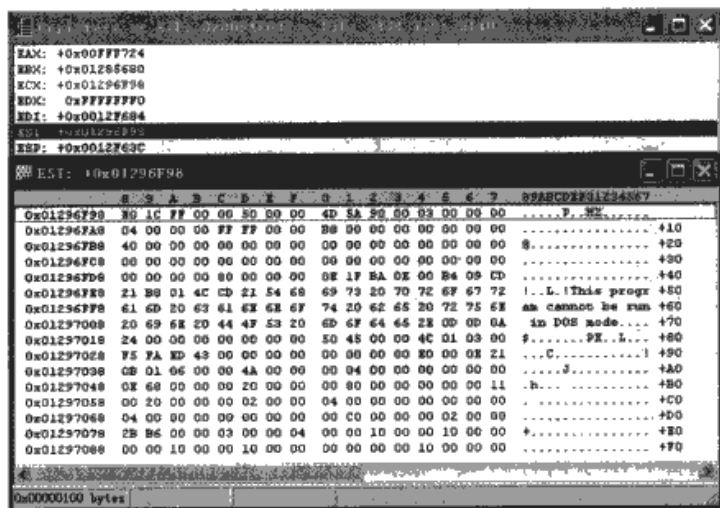 EAX: +0x00FFF724
EBX: +0x01285680
ECX: +0x01296F98
EDX: 0xFFFFFFF0
EDI: +0x0012F684
ESI: +0x01296F98
ESP: +0x0012F63C
ESI: +0x01296F98
8 9 A B C D E F 0 1 2 3 4 5 6 7 89ABCDEF01234567
0x01296F98 1C FF 00 00 50 00 00 4D 5A 90 00 03 00 00 00 .....P..MZ......
0x01296FA8 04 00 00 00 FF FF 00 00 B8 00 00 00 00 00 00 00 ................ +10
0x01296FB8 40 00 00 00 00 00 00 00 00 00 00 00 00 00 00 00 @............... +20
0x01296FC8 00 00 00 00 00 00 00 00 00 00 00 00 00 00 00 00 ................ +30
0x01296FD8 00 00 00 00 80 00 00 00 0E 1F BA 0E 00 B4 09 CD ................ +40
0x01296FE8 21 B8 01 4C CD 21 54 68 69 73 20 70 72 6F 67 72 !..L.!This progr +50
0x01296FF8 61 6D 20 63 61 6E 6E 6F 74 20 62 65 20 72 75 6E am cannot be run +60
0x01297008 20 69 6E 20 44 4F 53 20 6D 6F 64 65 2E 0D 0D 0A in DOS mode.... +70
0x01297018 24 00 00 00 00 00 00 00 50 45 00 00 4C 01 03 00 $.......PE..L... +80
0x01297028 F5 FA ED 43 00 00 00 00 00 00 00 00 E0 00 0E 21 ...C...........! +90
0x01297038 0B 01 06 00 00 4A 00 00 00 04 00 00 00 00 00 00 .....J.......... +A0
0x01297048 0E 68 00 00 00 20 00 00 00 80 00 00 00 00 00 11 .h... .......... +B0
0x01297058 00 20 00 00 00 02 00 00 04 00 00 00 00 00 00 00 . .............. +C0
0x01297068 04 00 00 00 00 00 00 00 00 C0 00 00 00 02 00 00 ................ +D0
0x01297078 2B B6 00 00 03 00 00 04 00 00 10 00 00 10 00 00 +............... +E0
0x01297088 00 00 10 00 00 10 00 00 00 00 00 00 10 00 00 00 ................ +F0
0x00000100 bytes